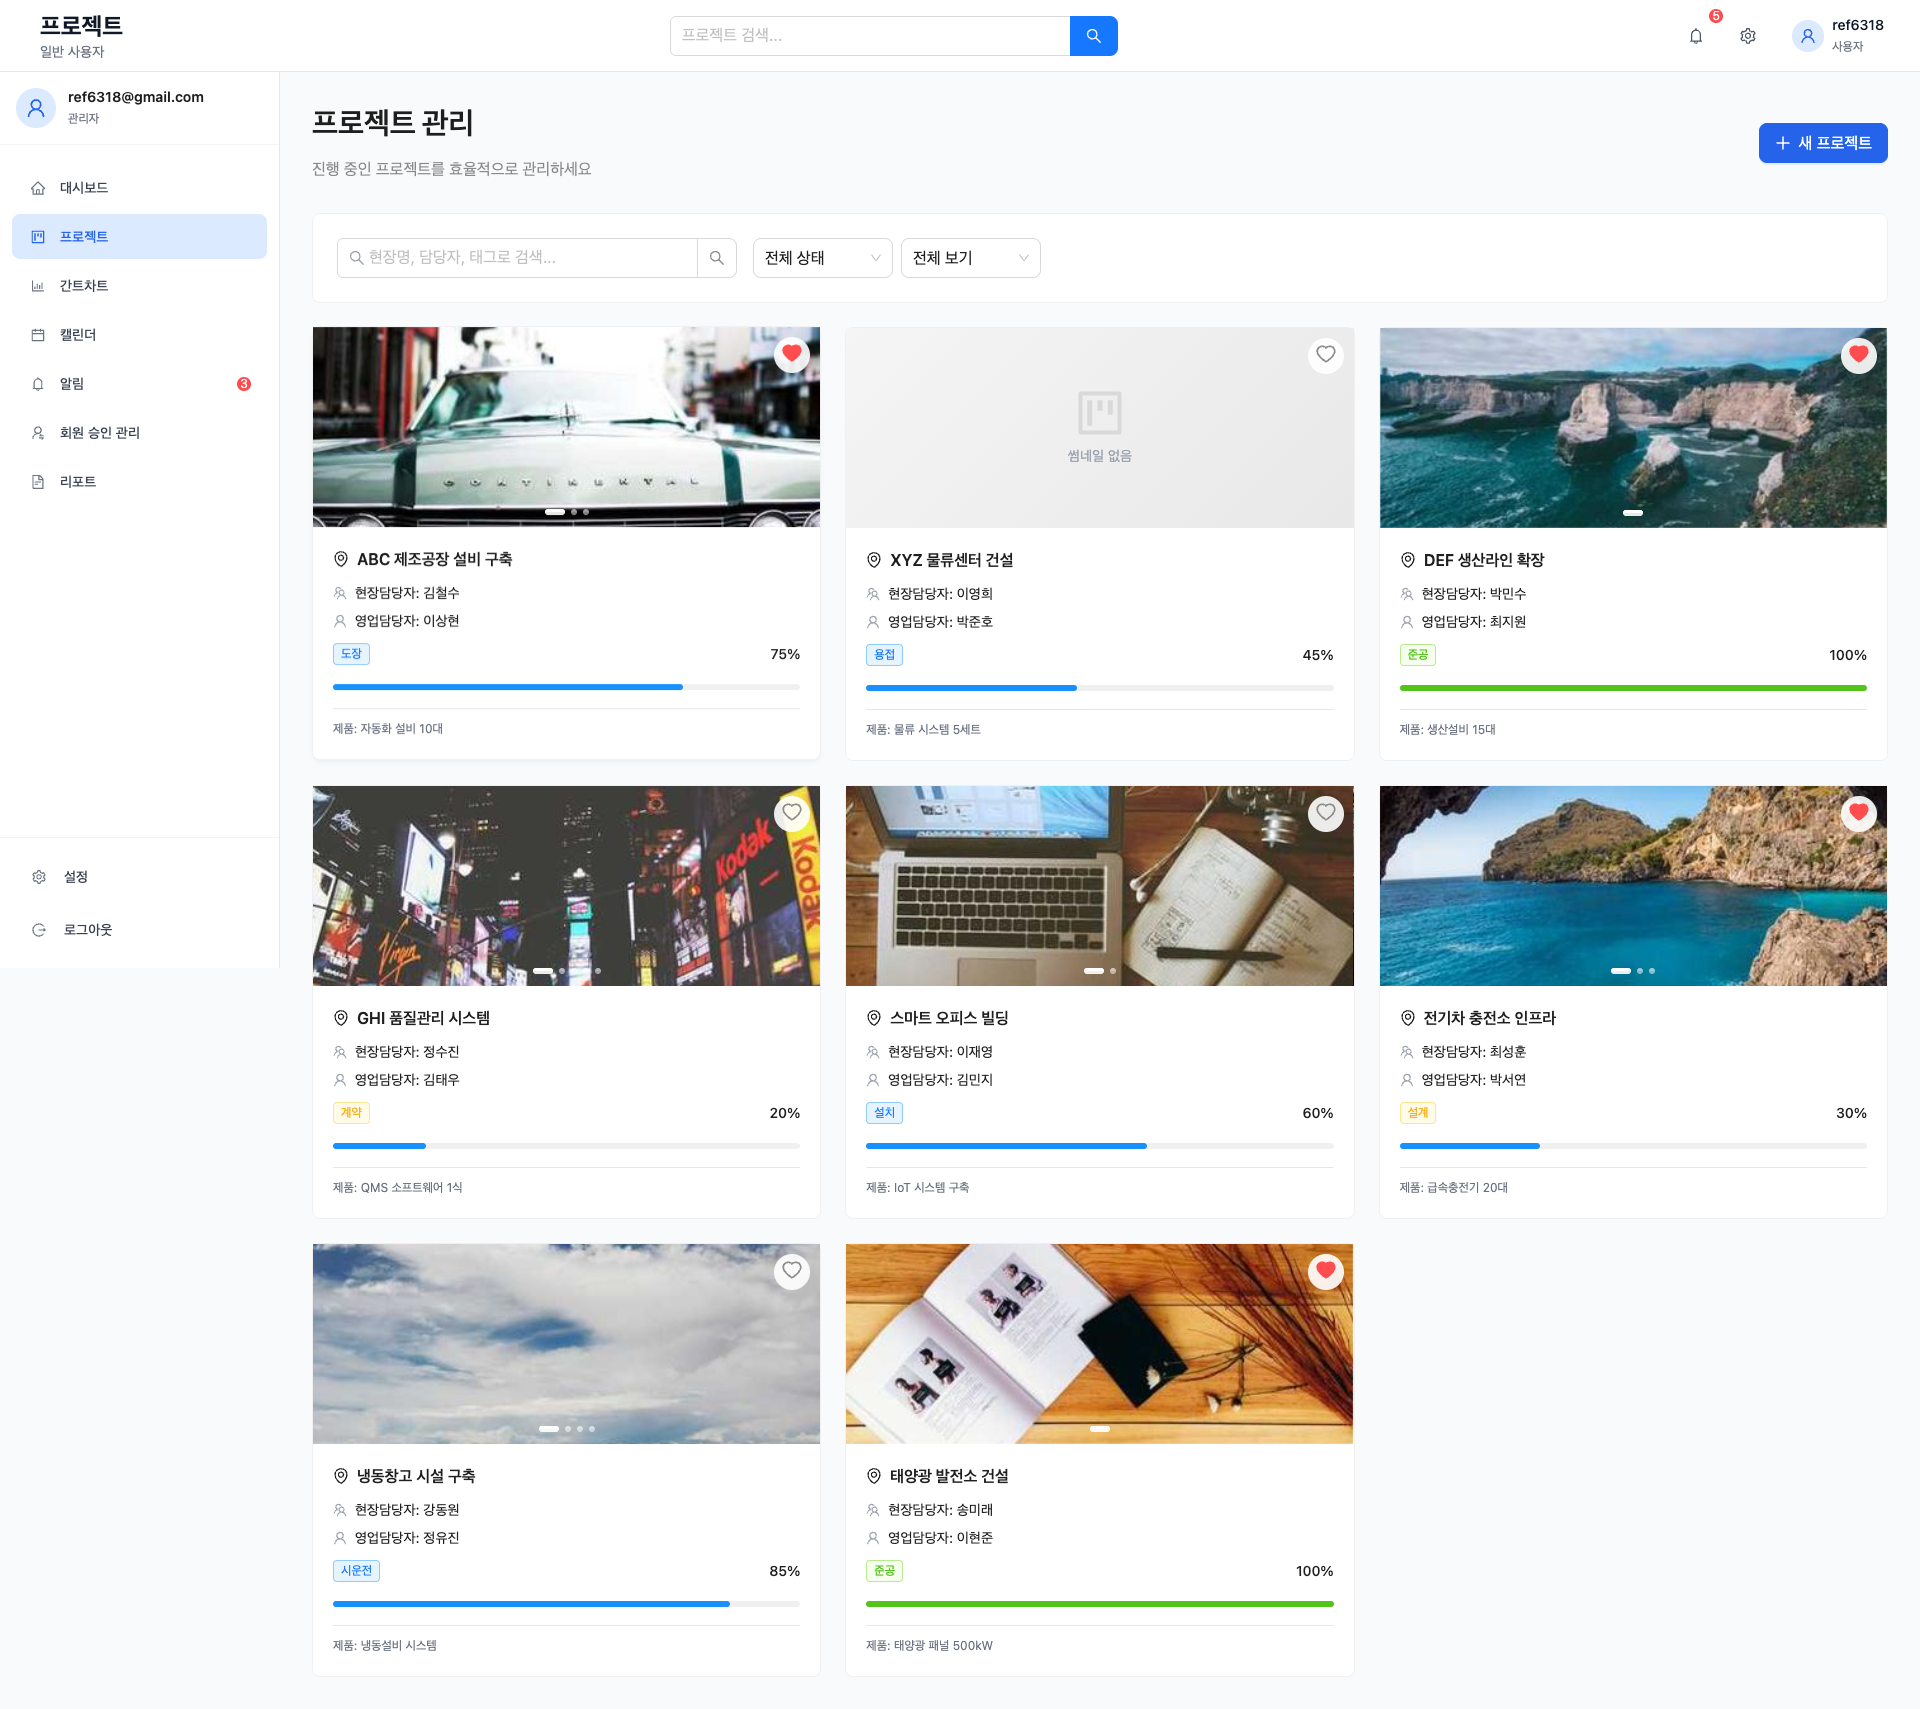 프로젝트
일반 사용자
프로젝트 검색...
5
ref6318
사용자
ref6318@gmail.com
관리자
대시보드
프로젝트
간트차트
캘린더
알림
3
회원 승인 관리
리포트
설정
로그아웃
프로젝트 관리
진행 중인 프로젝트를 효율적으로 관리하세요
새 프로젝트
현장명, 담당자, 태그로 검색...
전체 상태
전체 보기
CONTINENTAL
ABC 제조공장 설비 구축
현장담당자: 김철수
영업담당자: 이상현
도장
75%
제품: 자동화 설비 10대
썸네일 없음
XYZ 물류센터 건설
현장담당자: 이영희
영업담당자: 박준호
용접
45%
제품: 물류 시스템 5세트
DEF 생산라인 확장
현장담당자: 박민수
영업담당자: 최지원
준공
100%
제품: 생산설비 15대
Kodak
Kodak
Virgin
GHI 품질관리 시스템
현장담당자: 정수진
영업담당자: 김태우
계약
20%
제품: QMS 소프트웨어 1식
스마트 오피스 빌딩
현장담당자: 이재영
영업담당자: 김민지
설치
60%
제품: IoT 시스템 구축
전기차 충전소 인프라
현장담당자: 최성훈
영업담당자: 박서연
설계
30%
제품: 급속충전기 20대
냉동창고 시설 구축
현장담당자: 강동원
영업담당자: 정유진
시운전
85%
제품: 냉동설비 시스템
태양광 발전소 건설
현장담당자: 송미래
영업담당자: 이현준
준공
100%
제품: 태양광 패널 500kW